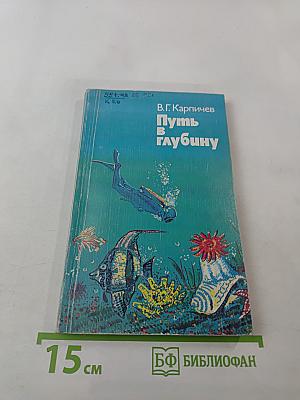 В.Г. Карпичев
Путь
в
глубину
15 см
БФ БИБЛИОФАН